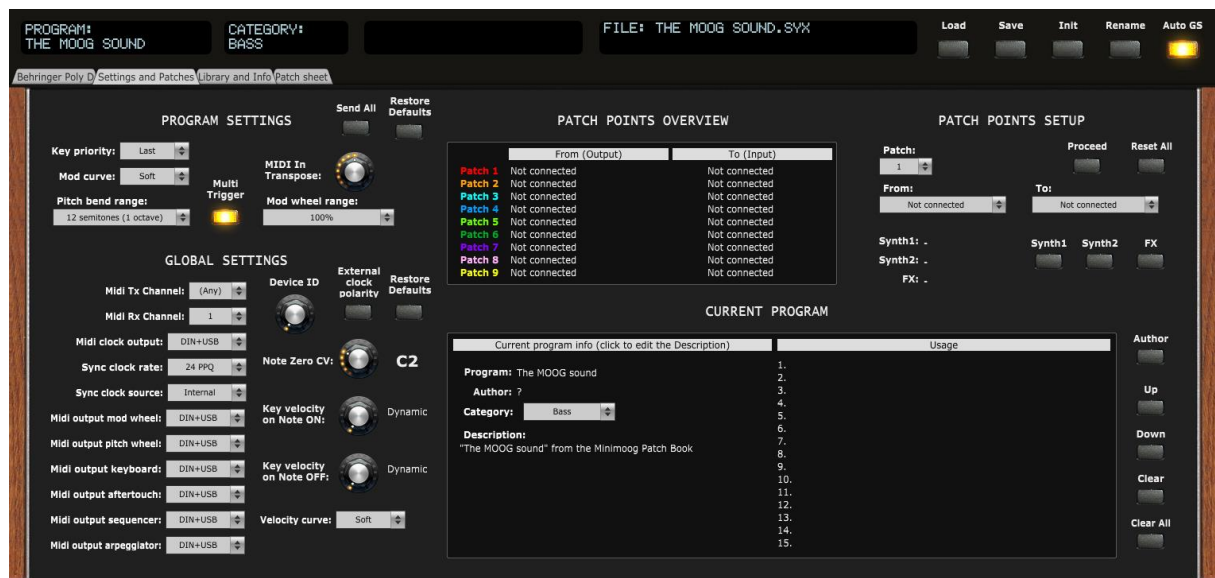 PROGRAM:
THE MOOG SOUND
CATEGORY:
BASS
FILE: THE MOOG SOUND.SYX
Load
Save
Init
Rename
Auto GS
Behringer Poly D
Settings and Patches
Library and Info
Patch sheet
PROGRAM SETTINGS
Send All
Restore
Defaults
Key priority: Last
Mod curve: Soft
Multi
Trigger
MIDI In
Transpose:
Pitch bend range:
12 semitones (1 octave)
Mod wheel range:
100%
GLOBAL SETTINGS
Midi Tx Channel: (Any)
Device ID
External
clock
polarity
Restore
Defaults
Midi Rx Channel: 1
Midi clock output: DIN+USB
Sync clock rate: 24 PPQ
Note Zero CV: C2
Sync clock source: Internal
Midi output mod wheel: DIN+USB
Key velocity
on Note ON: Dynamic
Midi output pitch wheel: DIN+USB
Midi output keyboard: DIN+USB
Key velocity
on Note OFF: Dynamic
Midi output aftertouch: DIN+USB
Midi output sequencer: DIN+USB
Velocity curve: Soft
Midi output arpeggiator: DIN+USB
PATCH POINTS OVERVIEW
From (Output) To (Input)
Patch 1 Not connected Not connected
Patch 2 Not connected Not connected
Patch 3 Not connected Not connected
Patch 4 Not connected Not connected
Patch 5 Not connected Not connected
Patch 6 Not connected Not connected
Patch 7 Not connected Not connected
Patch 8 Not connected Not connected
Patch 9 Not connected Not connected
PATCH POINTS SETUP
Patch:
1
Proceed
Reset All
From:
Not connected
To:
Not connected
Synth1: -
Synth2: -
FX: -
Synth1
Synth2
FX
CURRENT PROGRAM
Current program info (click to edit the Description)
Program: The MOOG sound
Author: ?
Category: Bass
Description:
"The MOOG sound" from the Minimoog Patch Book
Usage
1.
2.
3.
4.
5.
6.
7.
8.
9.
10.
11.
12.
13.
14.
15.
Author
Up
Down
Clear
Clear All